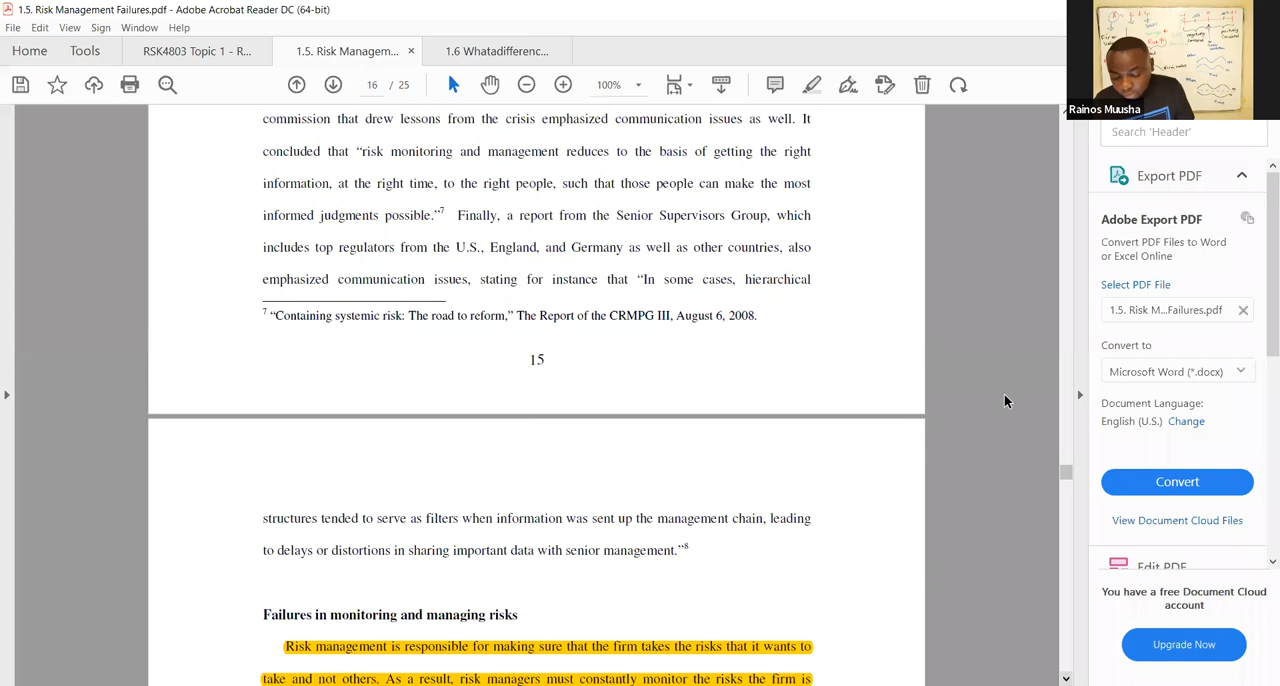 1.5. Risk Management Failures.pdf - Adobe Acrobat Reader DC (64-bit)
File Edit View Sign Window Help
Home Tools RSK4803 Topic 1 - R... 1.5. Risk Managem... × 1.6 Whatadifferenc...
16 / 25 100%
Rainos Muusha
commission that drew lessons from the crisis emphasized communication issues as well. It
concluded that “risk monitoring and management reduces to the basis of getting the right
information, at the right time, to the right people, such that those people can make the most
informed judgments possible.”7 Finally, a report from the Senior Supervisors Group, which
includes top regulators from the U.S., England, and Germany as well as other countries, also
emphasized communication issues, stating for instance that “In some cases, hierarchical
7 “Containing systemic risk: The road to reform,” The Report of the CRMPG III, August 6, 2008.
15
structures tended to serve as filters when information was sent up the management chain, leading
to delays or distortions in sharing important data with senior management.”8
Failures in monitoring and managing risks
Risk management is responsible for making sure that the firm takes the risks that it wants to
take and not others. As a result, risk managers must constantly monitor the risks the firm is
Search 'Header'
Export PDF
Adobe Export PDF
Convert PDF Files to Word
or Excel Online
Select PDF File
1.5. Risk M...Failures.pdf
Convert to
Microsoft Word (*.docx)
Document Language:
English (U.S.) Change
Convert
View Document Cloud Files
Edit PDF
You have a free Document Cloud
account
Upgrade Now